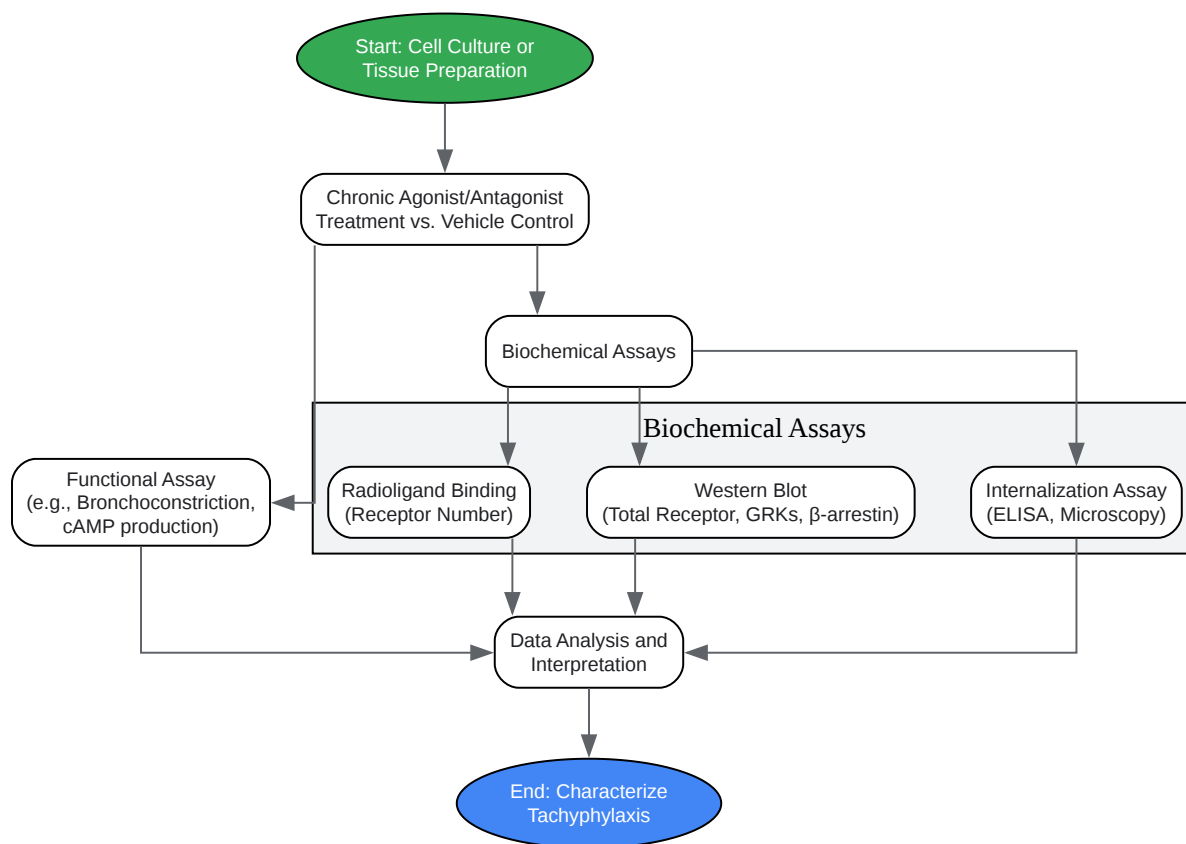 Start: Cell Culture or
Tissue Preparation
Chronic Agonist/Antagonist
Treatment vs. Vehicle Control
Biochemical Assays
Biochemical Assays
Functional Assay
(e.g., Bronchoconstriction,
cAMP production)
Radioligand Binding
(Receptor Number)
Western Blot
(Total Receptor, GRKs, β-arrestin)
Internalization Assay
(ELISA, Microscopy)
Data Analysis and
Interpretation
End: Characterize
Tachyphylaxis